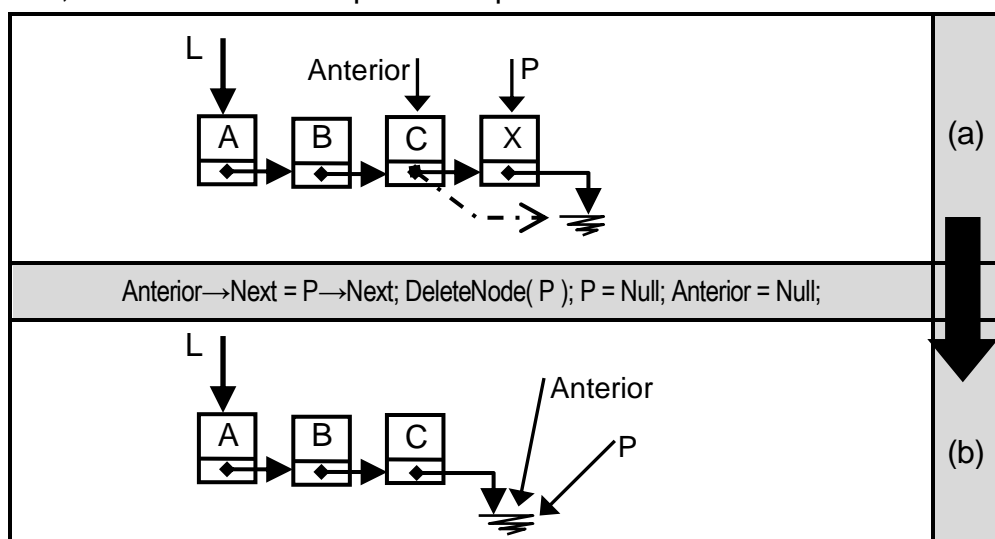 L
Anterior P
A B C X
(a)
Anterior→Next = P→Next; DeleteNode( P ); P = Null; Anterior = Null;
L
Anterior
A B C P
(b)